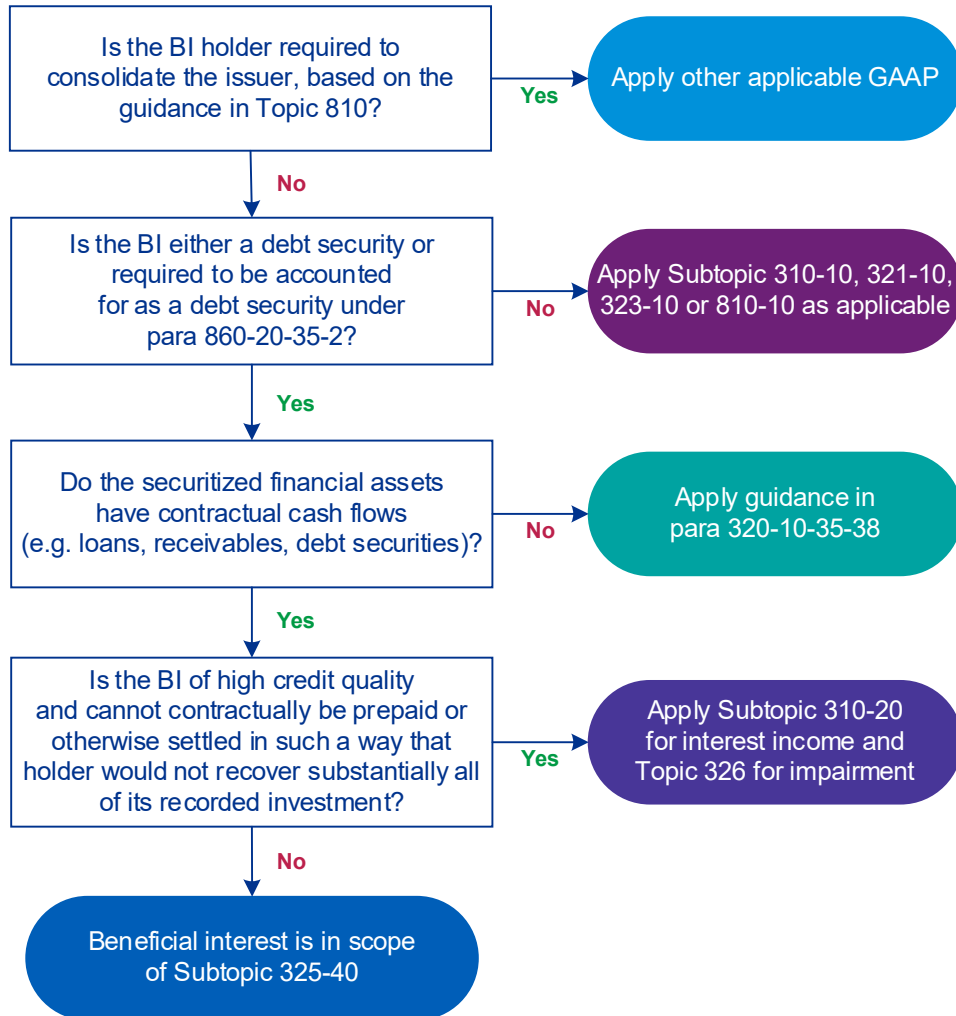 Is the BI holder required to
consolidate the issuer, based on the
guidance in Topic 810?
Yes
Apply other applicable GAAP
No
Is the BI either a debt security or
required to be accounted
for as a debt security under
para 860-20-35-2?
No
Apply Subtopic 310-10, 321-10,
323-10 or 810-10 as applicable
Yes
Do the securitized financial assets
have contractual cash flows
(e.g. loans, receivables, debt securities)?
No
Apply guidance in
para 320-10-35-38
Yes
Is the BI of high credit quality
and cannot contractually be prepaid or
otherwise settled in such a way that
holder would not recover substantially all
of its recorded investment?
Yes
Apply Subtopic 310-20
for interest income and
Topic 326 for impairment
No
Beneficial interest is in scope
of Subtopic 325-40